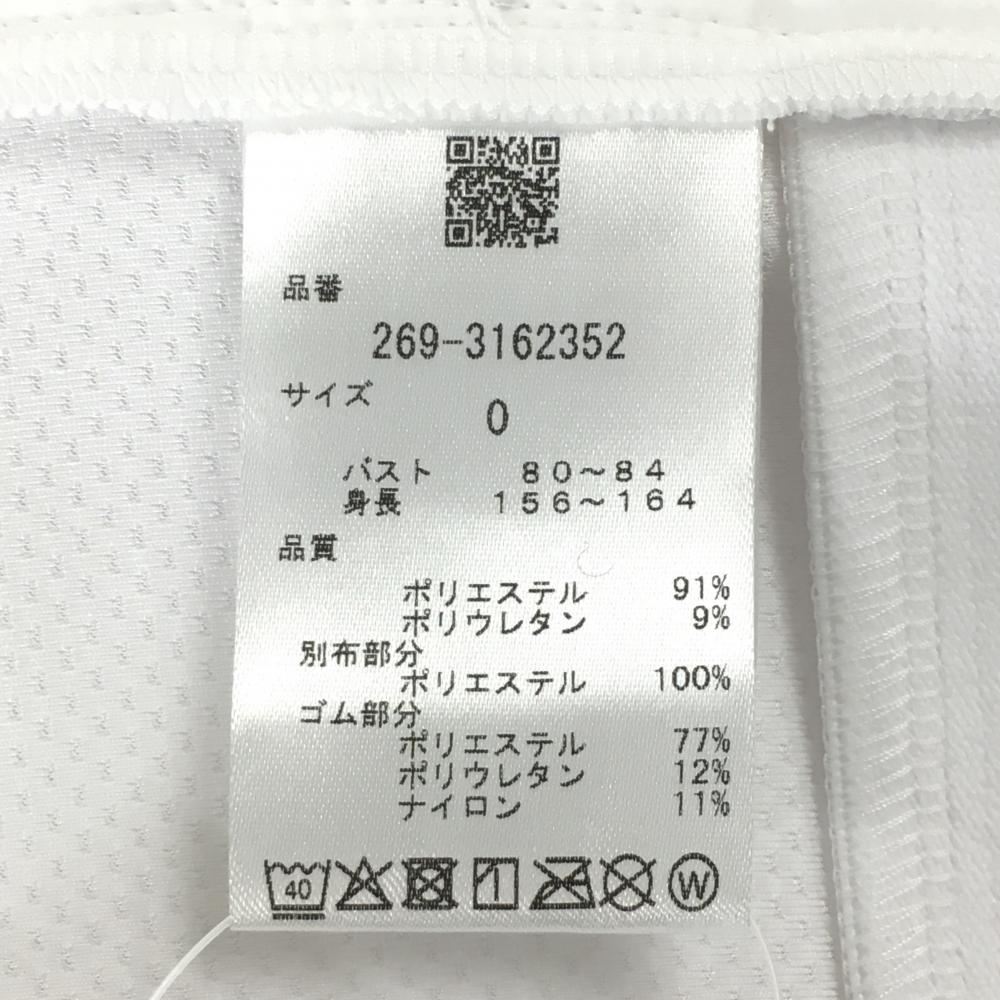 品番
269-3162352
サイズ
0
バスト 80~84
身長 156~164
品質
ポリエステル 91%
ポリウレタン 9%
別布部分
ポリエステル 100%
ゴム部分
ポリエステル 77%
ポリウレタン 12%
ナイロン 11%
40 W